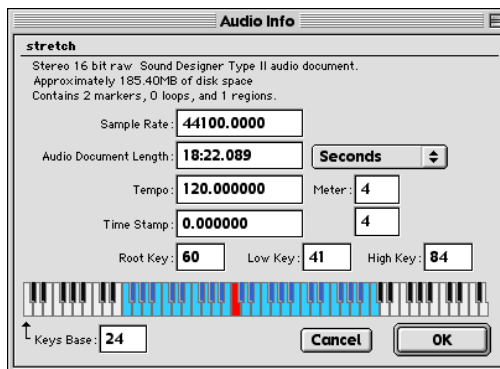 Audio Info
stretch
Stereo 16 bit raw Sound Designer Type II audio document.
Approximately 185.40MB of disk space
Contains 2 markers, 0 loops, and 1 regions.
Sample Rate: 44100.0000
Audio Document Length: 18:22.089 Seconds
Tempo: 120.000000 Meter: 4
Time Stamp: 0.000000 4
Root Key: 60 Low Key: 41 High Key: 84
Keys Base: 24 Cancel OK